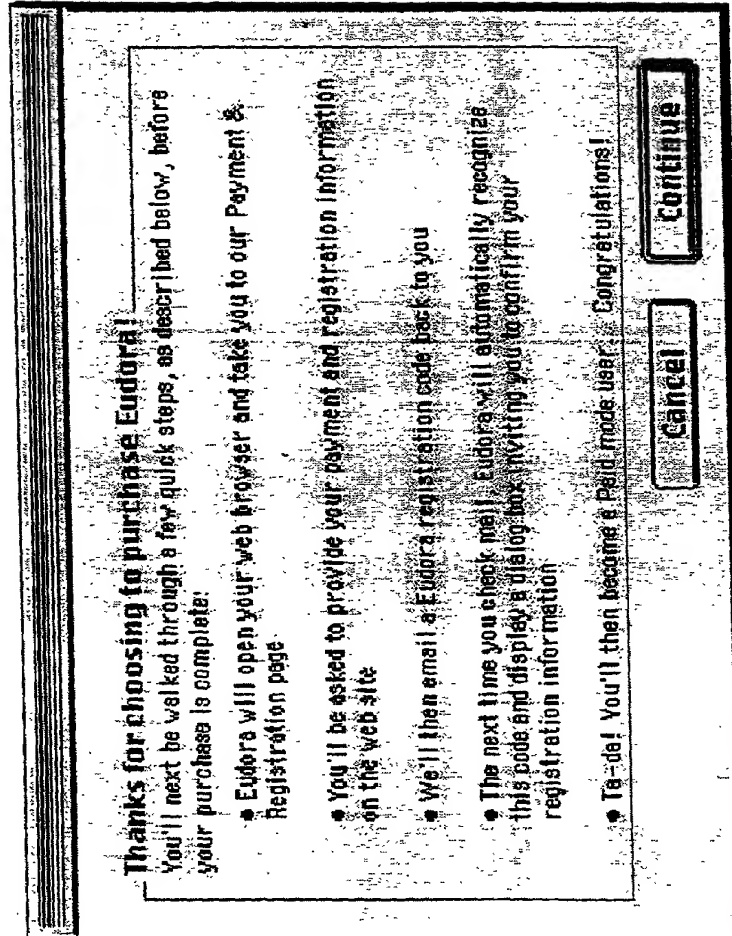 Thanks for choosing to purchase Eudora!
You'll next be walked through a few quick steps, as described below, before
your purchase is complete:
● Eudora will open your web browser and take you to our Payment &
Registration page
● You'll be asked to provide your payment and registration information
on the web site
● We'll then email a Eudora registration code back to you
● The next time you check mail, Eudora will automatically recognize
this code and display a dialog box inviting you to confirm your
registration information
● Ta-da! You'll then become a Paid mode user... Congratulations!
Cancel
Continue